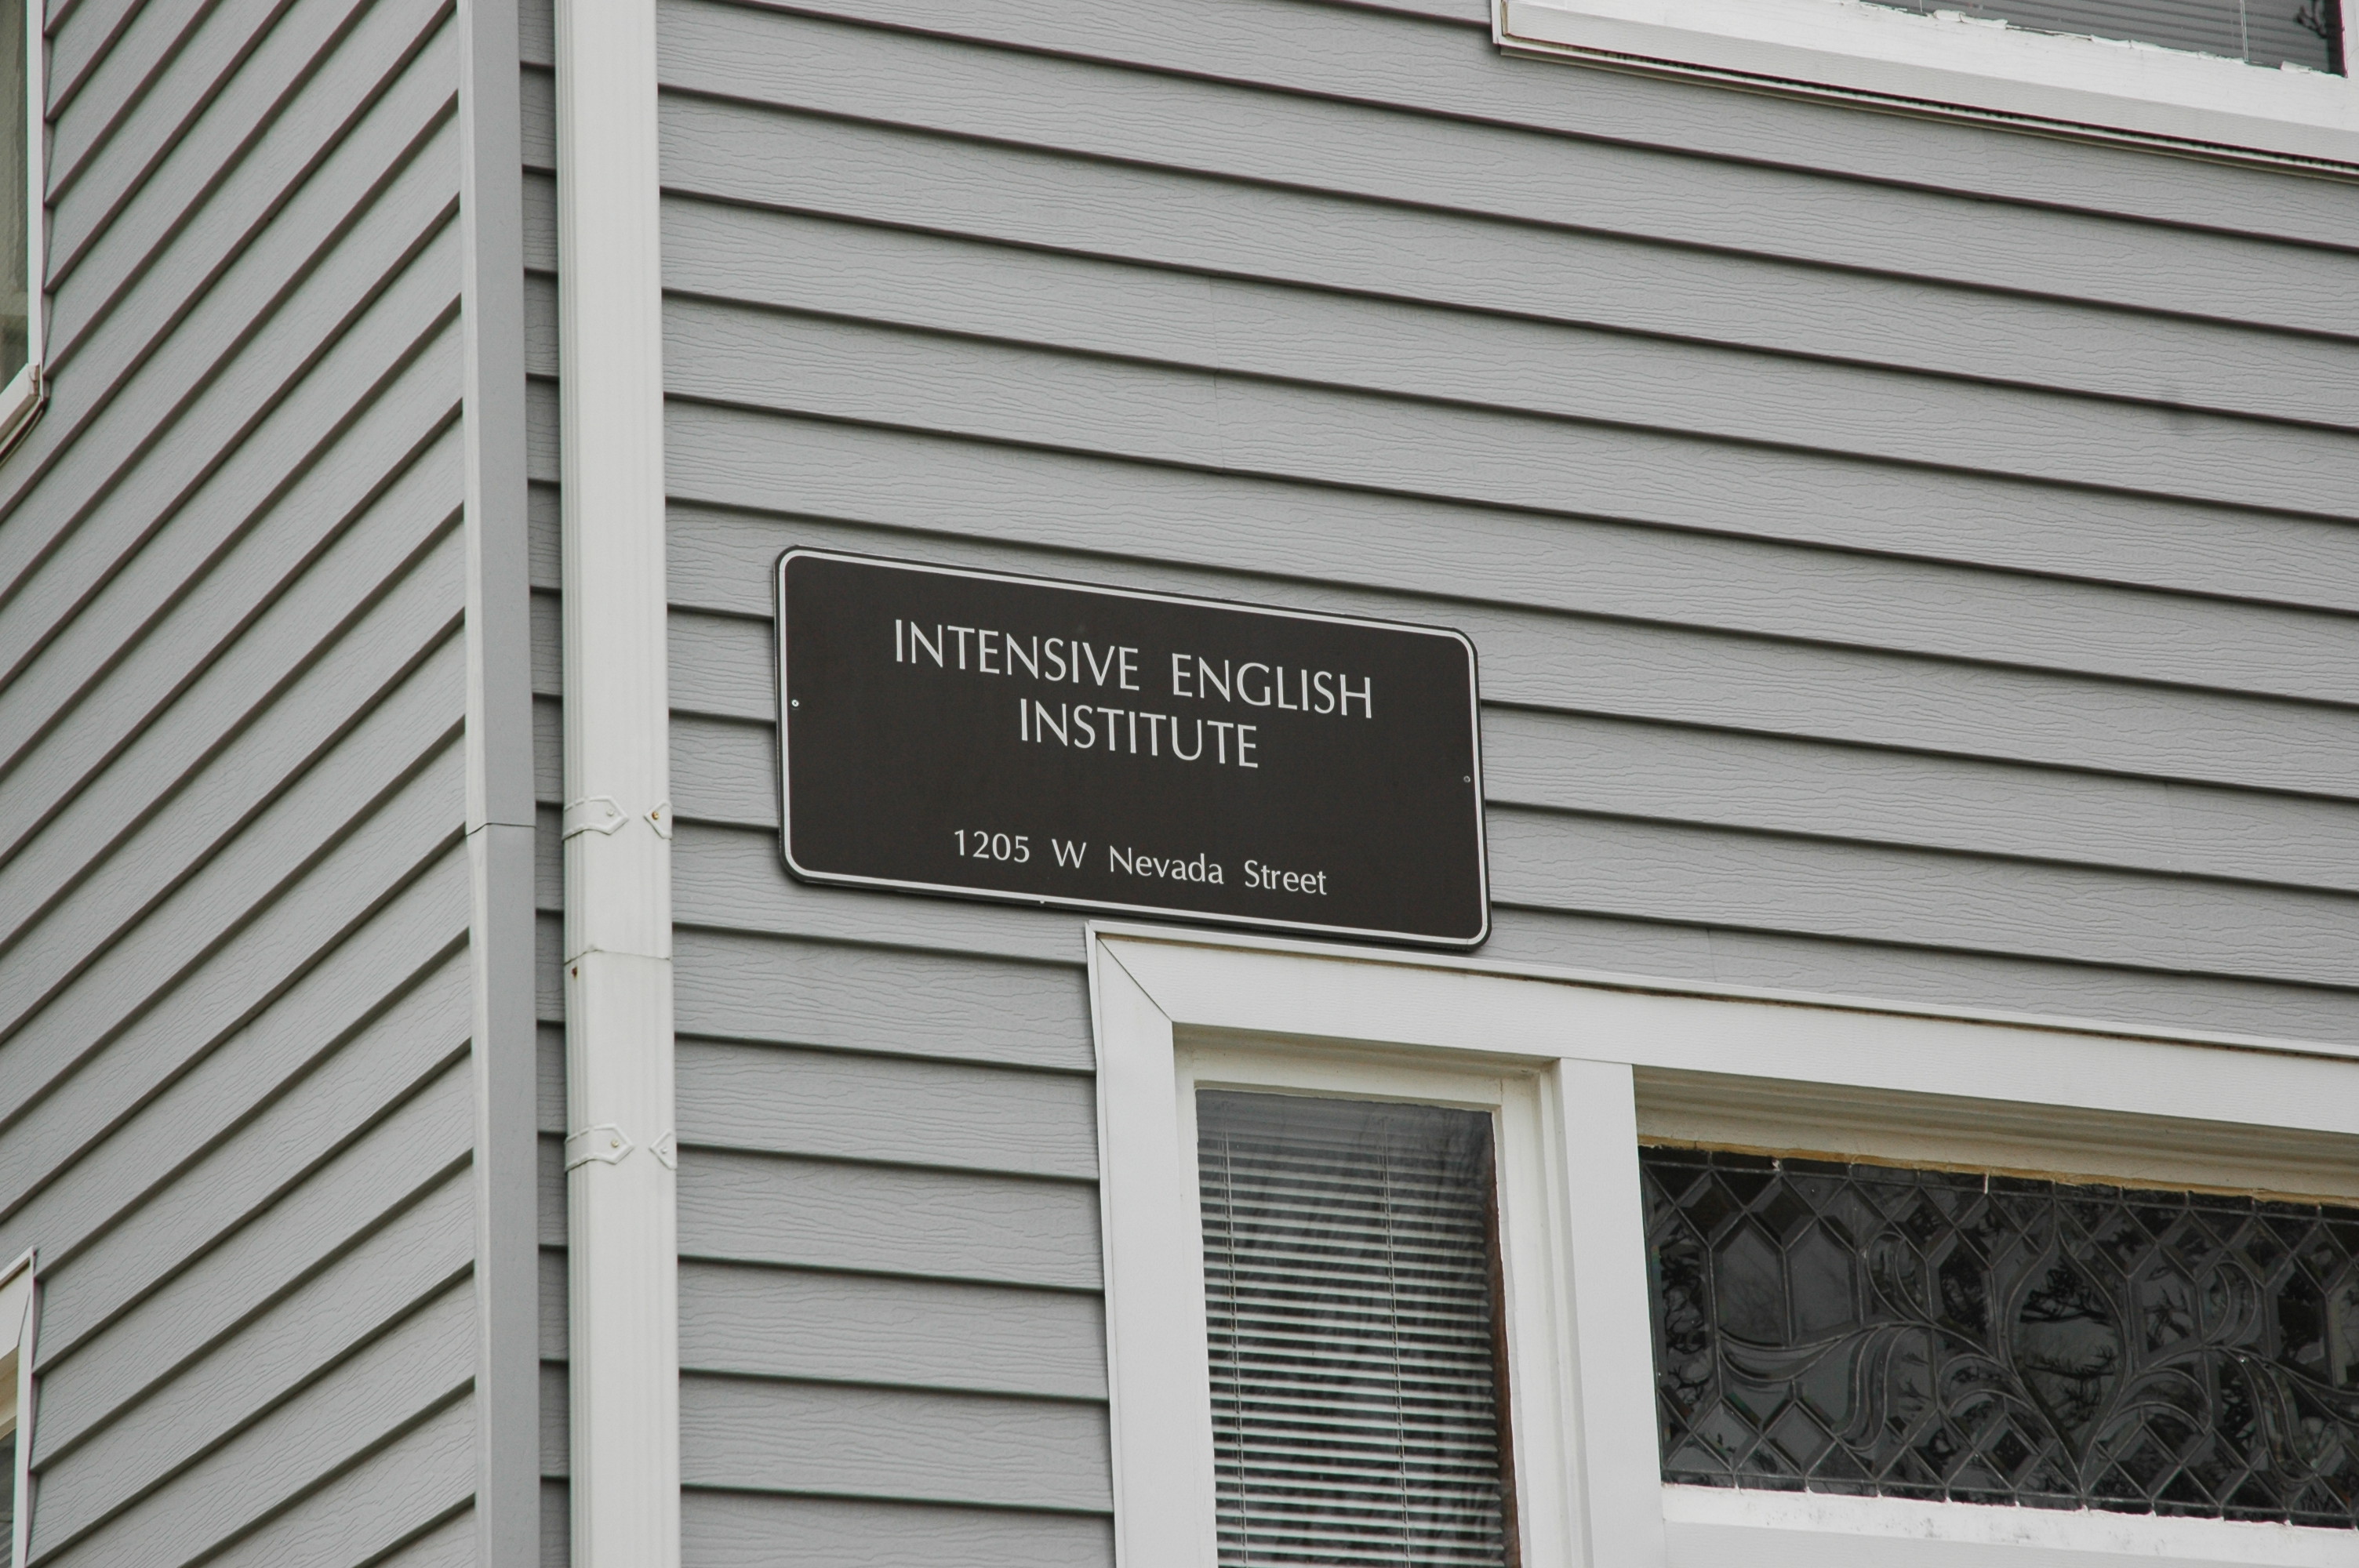 INTENSIVE ENGLISH
INSTITUTE
1205 W Nevada Street